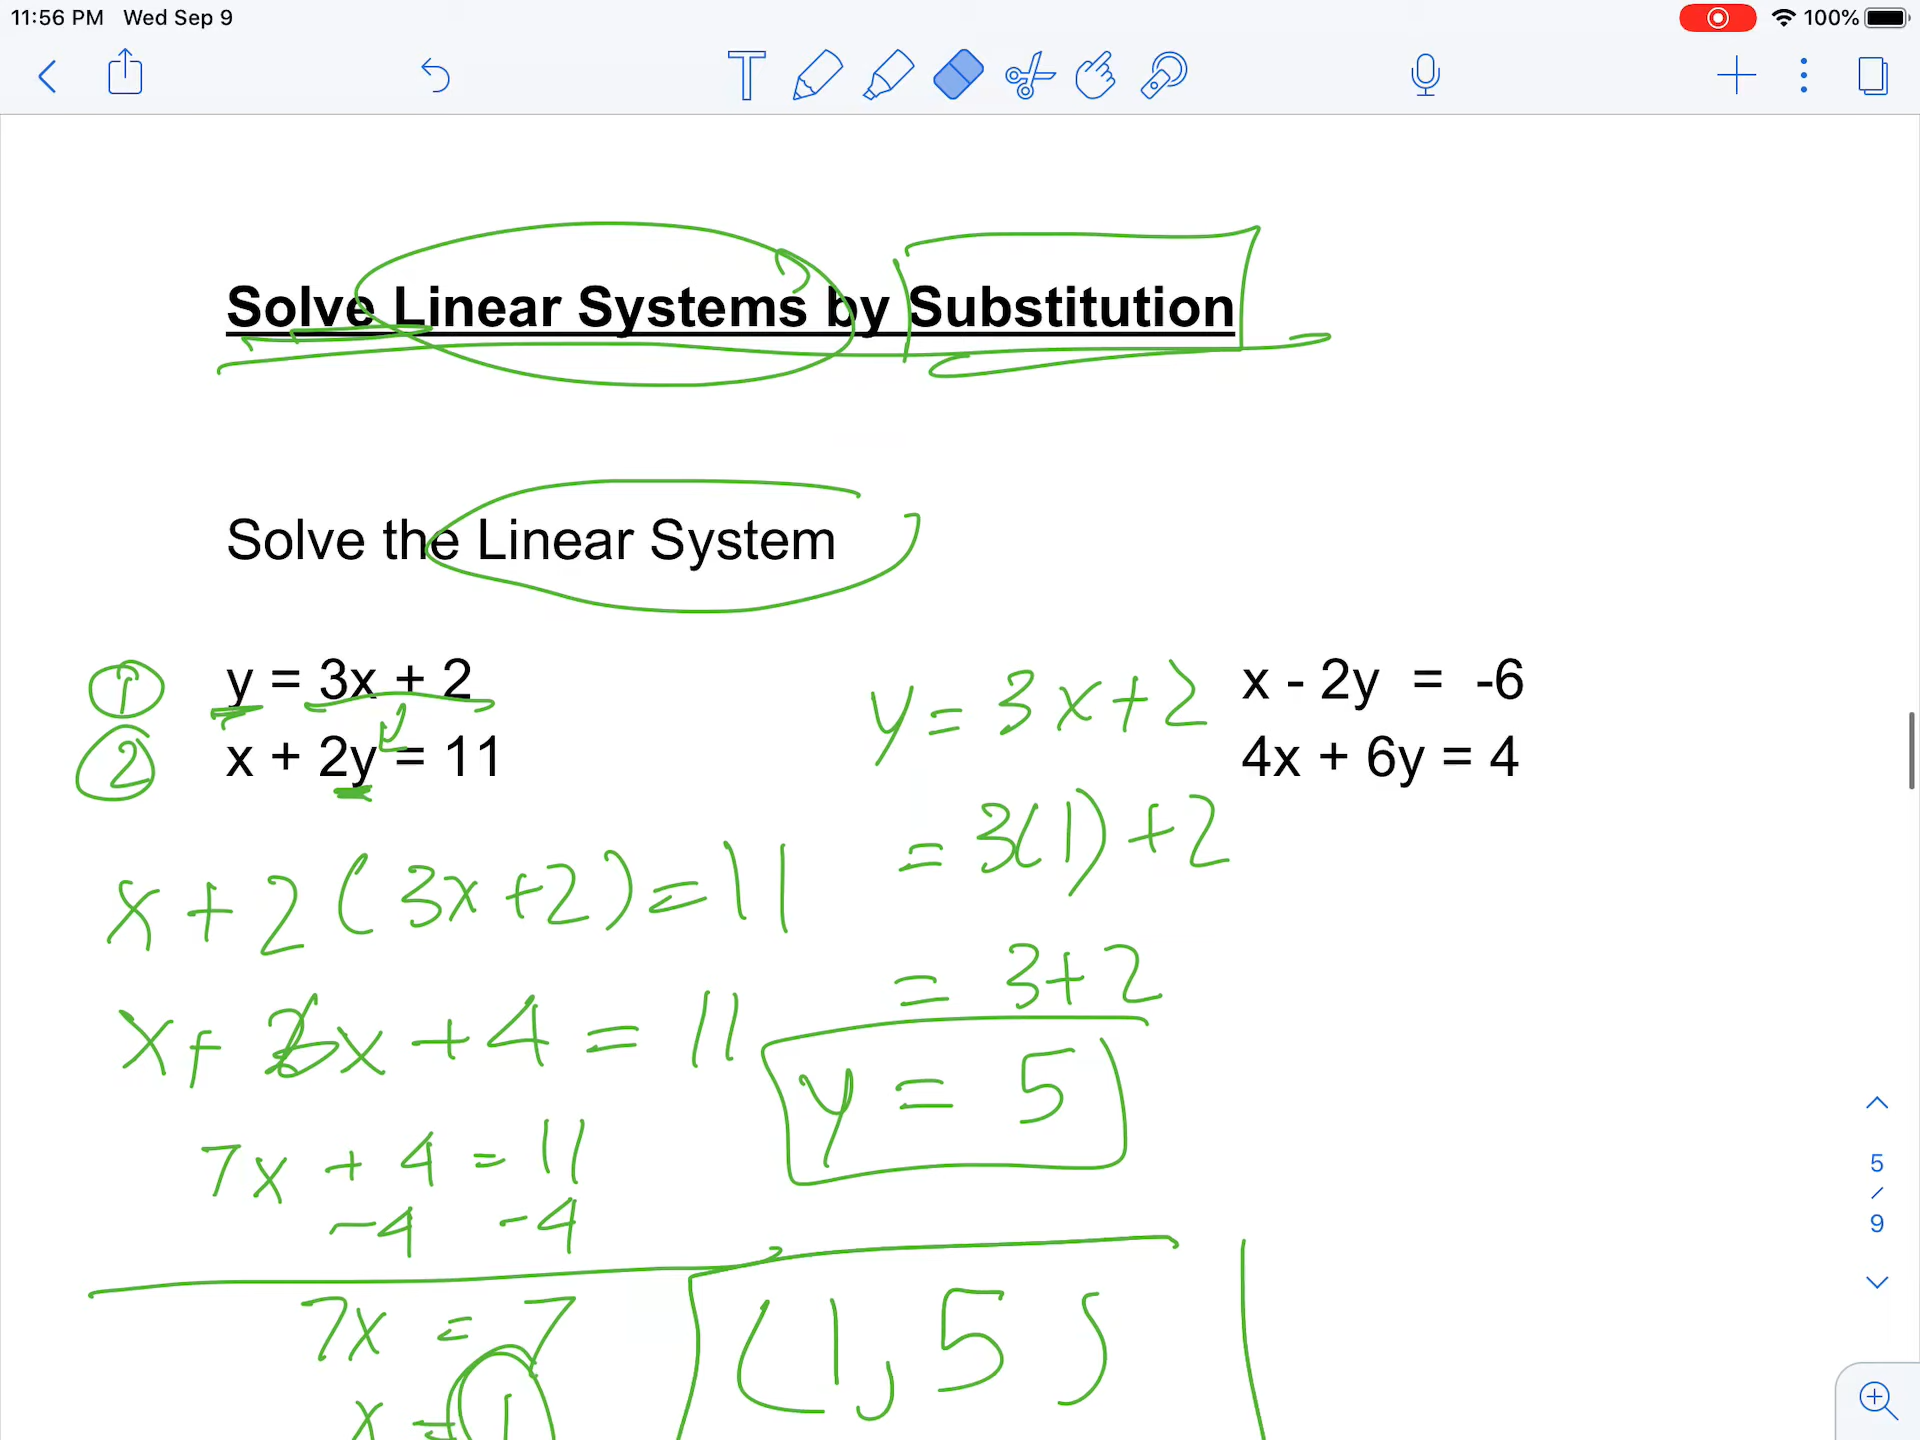 11:56 PM Wed Sep 9
100%
Solve Linear Systems by Substitution
Solve the Linear System
① y = 3x + 2
② x + 2y = 11
x + 2(3x+2) = 11
x + 6x + 4 = 11
7x + 4 = 11
-4 -4
7x = 7
x = 1
y = 3x+2
= 3(1)+2
= 3+2
y = 5
(1,5)
x - 2y = -6
4x + 6y = 4
5
/
9